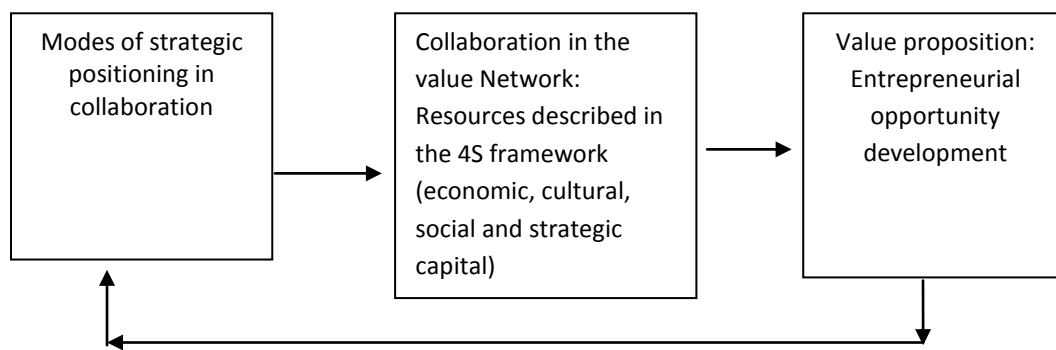 Modes of strategic
positioning in
collaboration
Collaboration in the
value Network:
Resources described in
the 4S framework
(economic, cultural,
social and strategic
capital)
Value proposition:
Entrepreneurial
opportunity
development